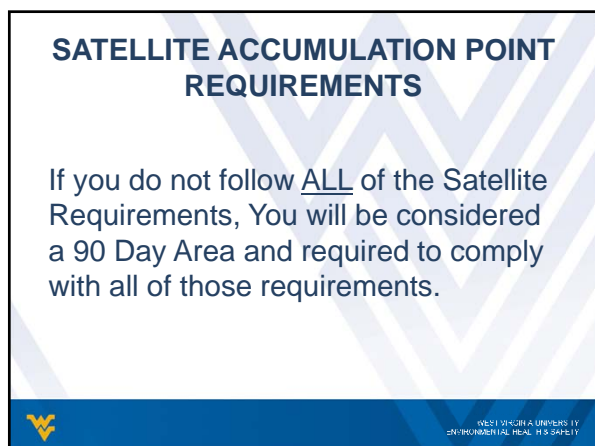 SATELLITE ACCUMULATION POINT
REQUIREMENTS
If you do not follow ALL of the Satellite
Requirements, You will be considered
a 90 Day Area and required to comply
with all of those requirements.
WEST VIRGINIA UNIVERSITY
ENVIRONMENTAL HEALTH & SAFETY